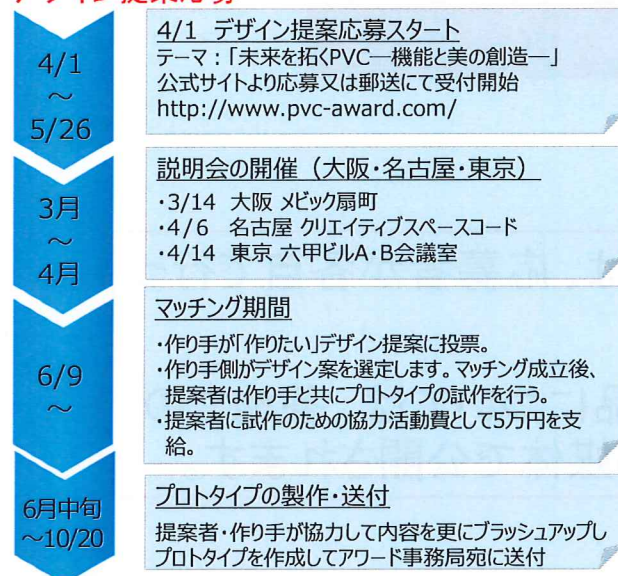 4/1
～
5/26
4/1 デザイン提案応募スタート
テーマ：「未来を拓くPVC―機能と美の創造―」
公式サイトより応募又は郵送にて受付開始
http://www.pvc-award.com/
3月
～
4月
説明会の開催（大阪・名古屋・東京）
・3/14 大阪 メビック扇町
・4/6 名古屋 クリエイティブスペースコード
・4/14 東京 六甲ビルA・B会議室
6/9
～
マッチング期間
・作り手が「作りたい」デザイン提案に投票。
・作り手側がデザイン案を選定します。マッチング成立後、
提案者は作り手と共にプロトタイプの試作を行う。
・提案者に試作のための協力活動費として5万円を支
給。
6月中旬
～10/20
プロトタイプの製作・送付
提案者・作り手が協力して内容を更にブラッシュアップし
プロトタイプを作成してアワード事務局宛に送付